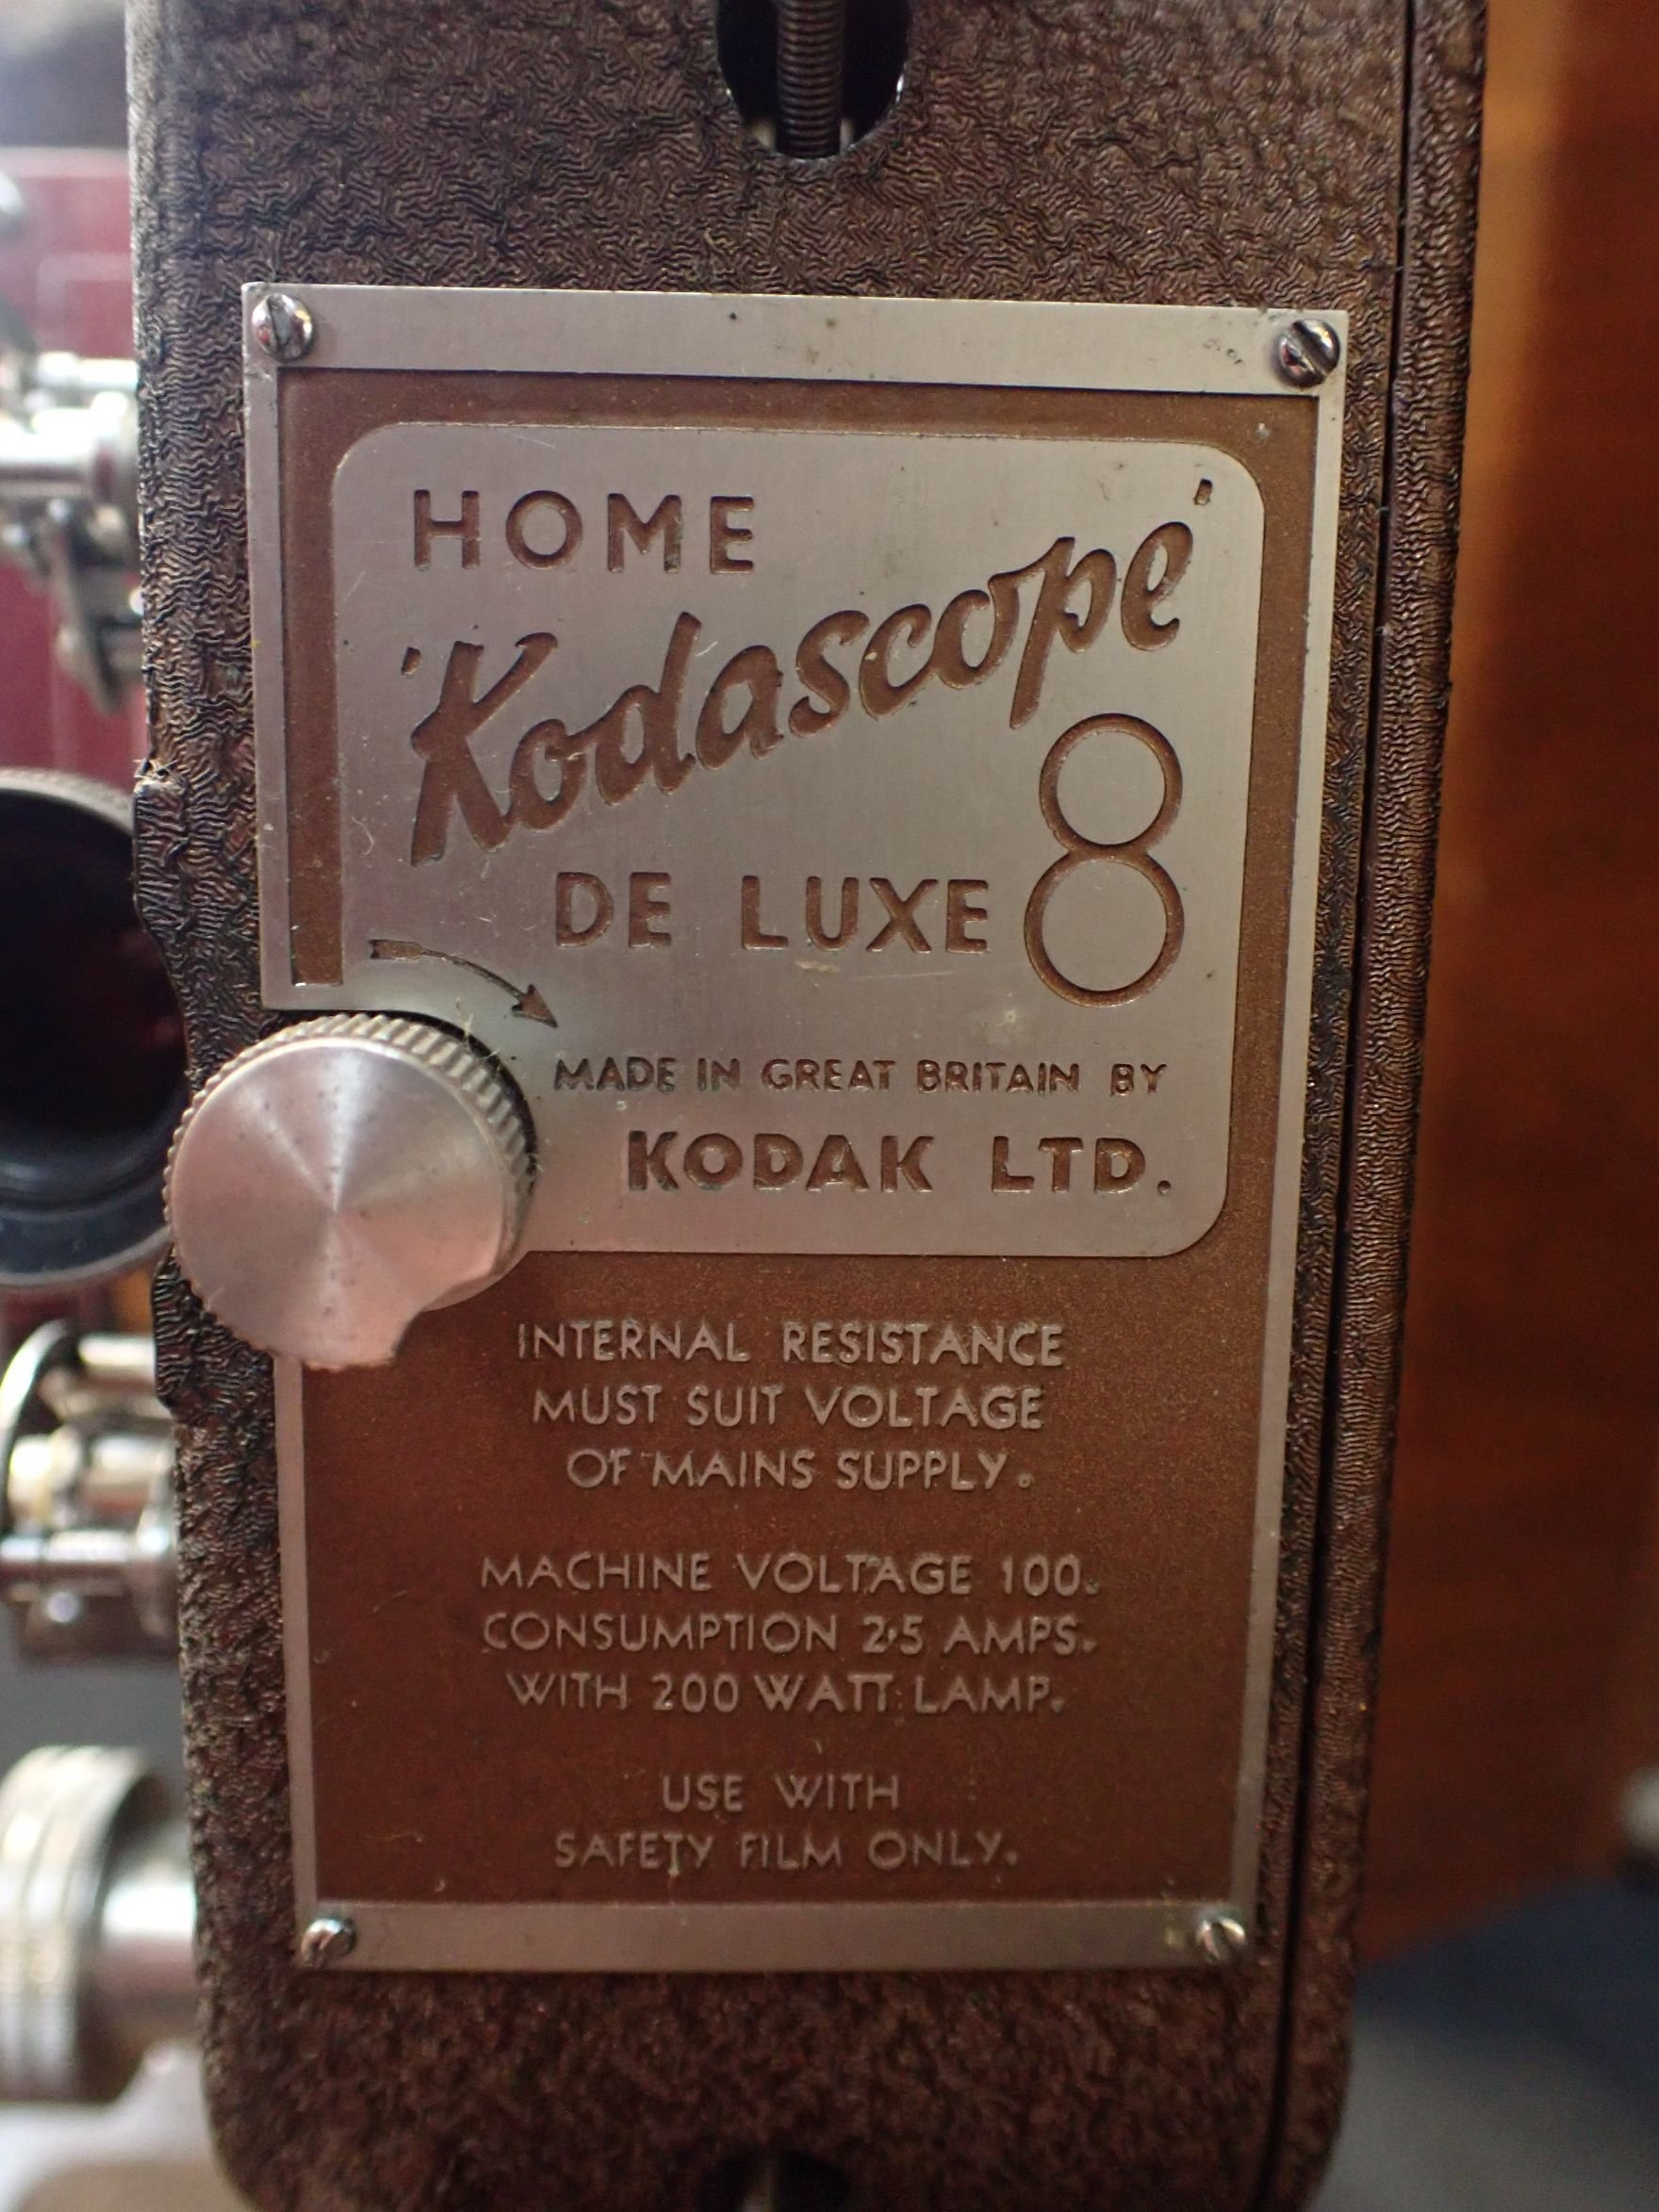 HOME
'Kodascope'
DE LUXE 8
MADE IN GREAT BRITAIN BY
KODAK LTD.
INTERNAL RESISTANCE
MUST SUIT VOLTAGE
OF MAINS SUPPLY.
MACHINE VOLTAGE 100.
CONSUMPTION 2·5 AMPS.
WITH 200 WATT LAMP.
USE WITH
SAFETY FILM ONLY.